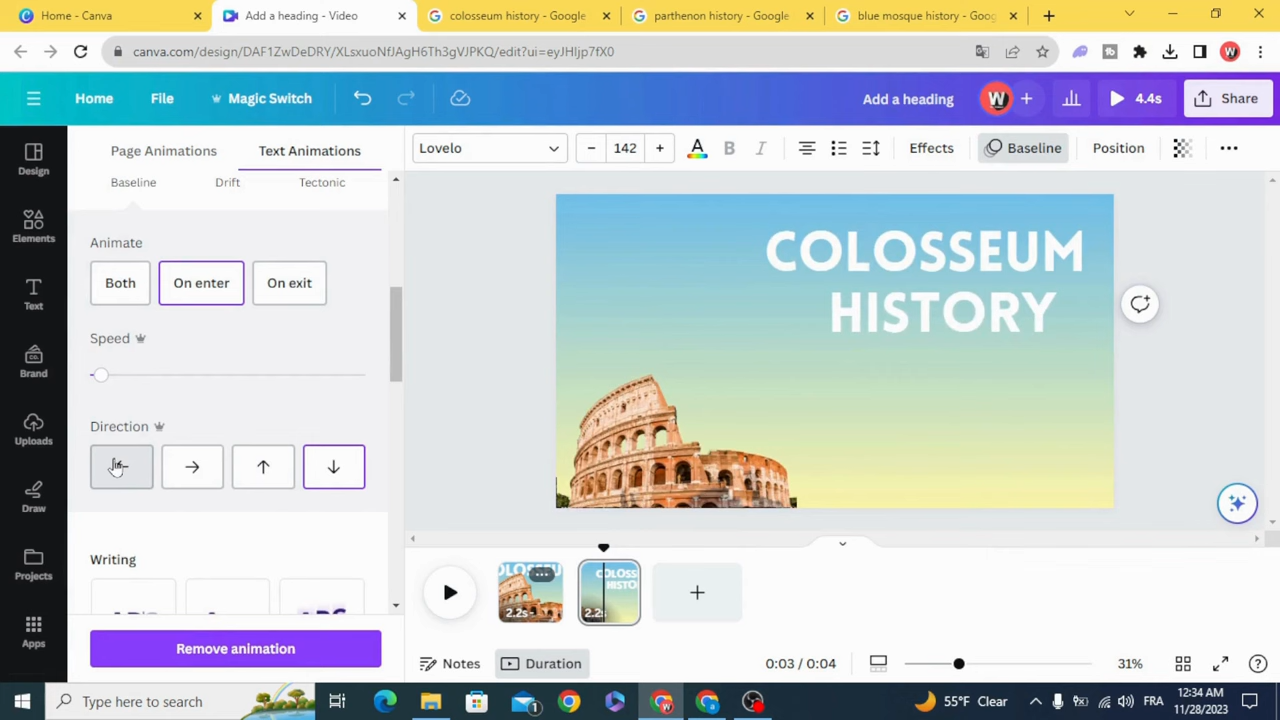 Home - Canva
Add a heading - Video
colosseum history - Google
parthenon history - Google
blue mosque history - Goog
canva.com/design/DAF1ZwDeDRY/XLsxuoNfJAgH6Th3gVJPKQ/edit?ui=eyJHIjp7fX0
Home
File
Magic Switch
Add a heading
W
4.4s
Share
Design
Elements
Text
Brand
Uploads
Draw
Projects
Apps
Page Animations
Text Animations
Baseline
Drift
Tectonic
Animate
Both
On enter
On exit
Speed
Direction
Writing
Remove animation
Lovelo
142
A
B
I
Effects
Baseline
Position
COLOSSEUM
HISTORY
2.2s
2.2s
Notes
Duration
0:03 / 0:04
31%
Type here to search
55°F Clear
FRA
12:34 AM
11/28/2023